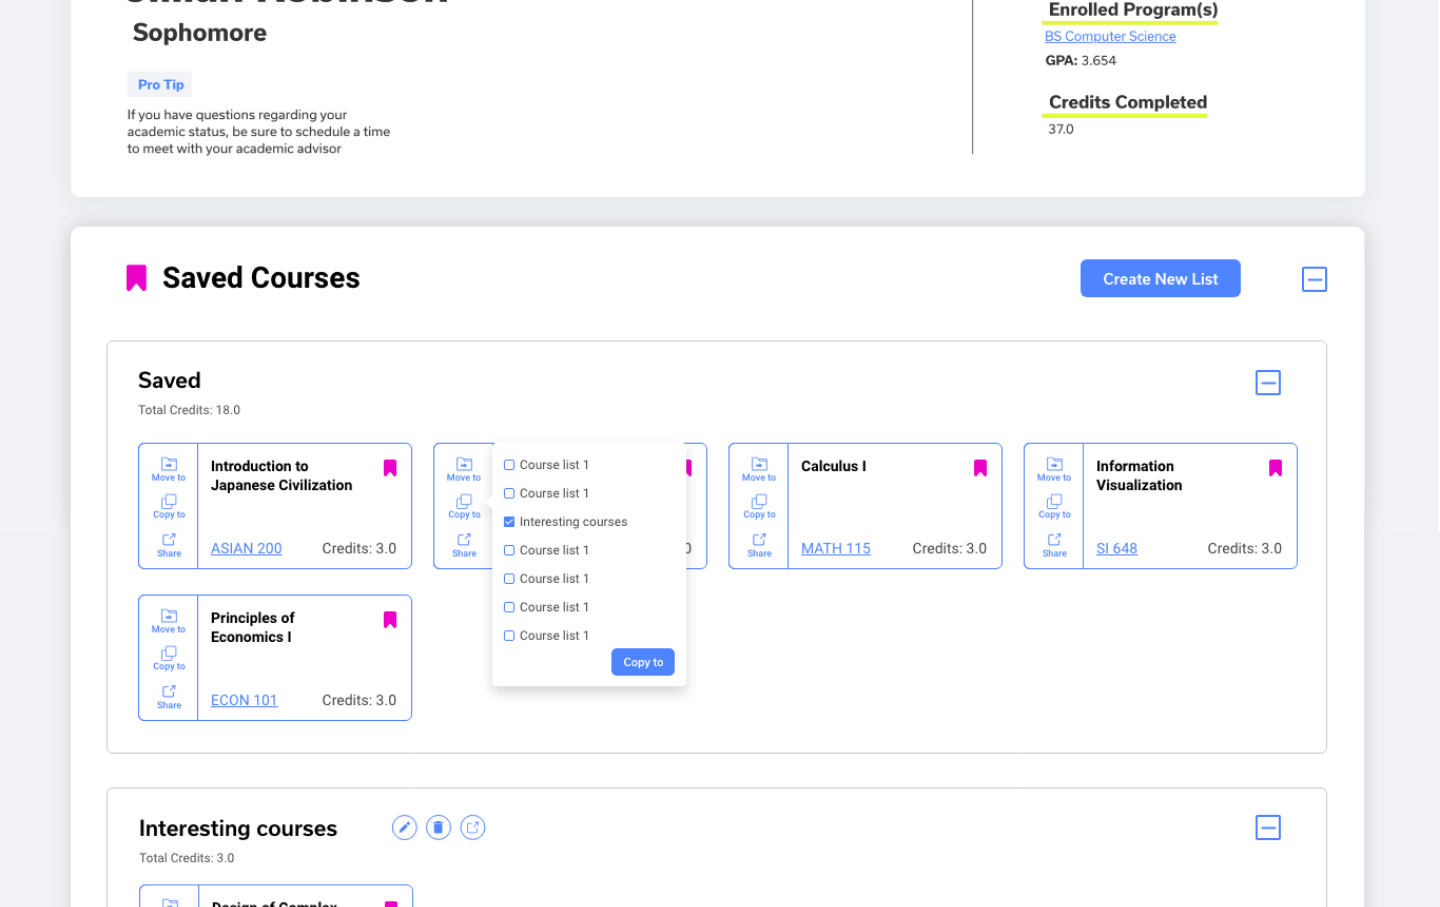 Sophomore
Pro Tip
If you have questions regarding your
academic status, be sure to schedule a time
to meet with your academic advisor
Enrolled Program(s)
BS Computer Science
GPA: 3.654
Credits Completed
37.0
Saved Courses
Create New List
Saved
Total Credits: 18.0
Move to
Copy to
Share
Introduction to
Japanese Civilization
ASIAN 200
Credits: 3.0
Move to
Copy to
Share
0
Course list 1
Course list 1
Interesting courses
Course list 1
Course list 1
Course list 1
Course list 1
Copy to
Move to
Copy to
Share
Calculus I
MATH 115
Credits: 3.0
Move to
Copy to
Share
Information
Visualization
SI 648
Credits: 3.0
Move to
Copy to
Share
Principles of
Economics I
ECON 101
Credits: 3.0
Interesting courses
Total Credits: 3.0
Design of Complex